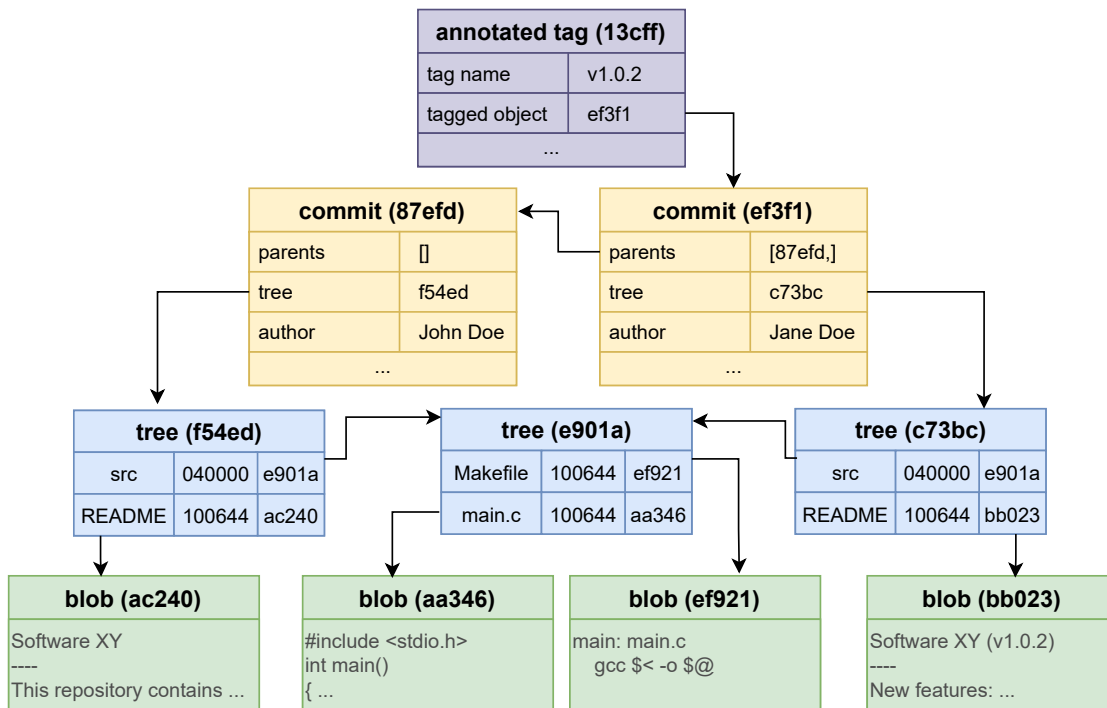 annotated tag (13cff)
tag name v1.0.2
tagged object ef3f1
...
commit (87efd)
parents []
tree f54ed
author John Doe
...
commit (ef3f1)
parents [87efd,]
tree c73bc
author Jane Doe
...
tree (f54ed)
src 040000 e901a
README 100644 ac240
tree (e901a)
Makefile 100644 ef921
main.c 100644 aa346
tree (c73bc)
src 040000 e901a
README 100644 bb023
blob (ac240)
Software XY
----
This repository contains ...
blob (aa346)
#include <stdio.h>
int main()
{ ...
blob (ef921)
main: main.c
gcc $< -o $@
blob (bb023)
Software XY (v1.0.2)
----
New features: ...